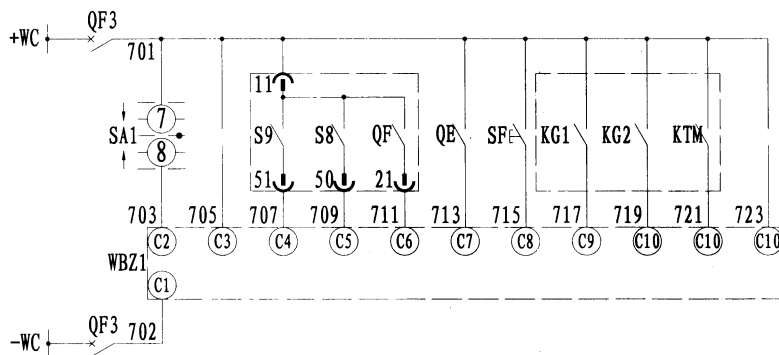 QF3
+WC
701
11
7
SA1
S9 S8 QF QE SF KG1 KG2 KTM
8
51 50 21
703 705 707 709 711 713 715 717 719 721 723
C2 C3 C4 C5 C6 C7 C8 C9 C10 C10 C10
WBZ1
C1
QF3
702
-WC